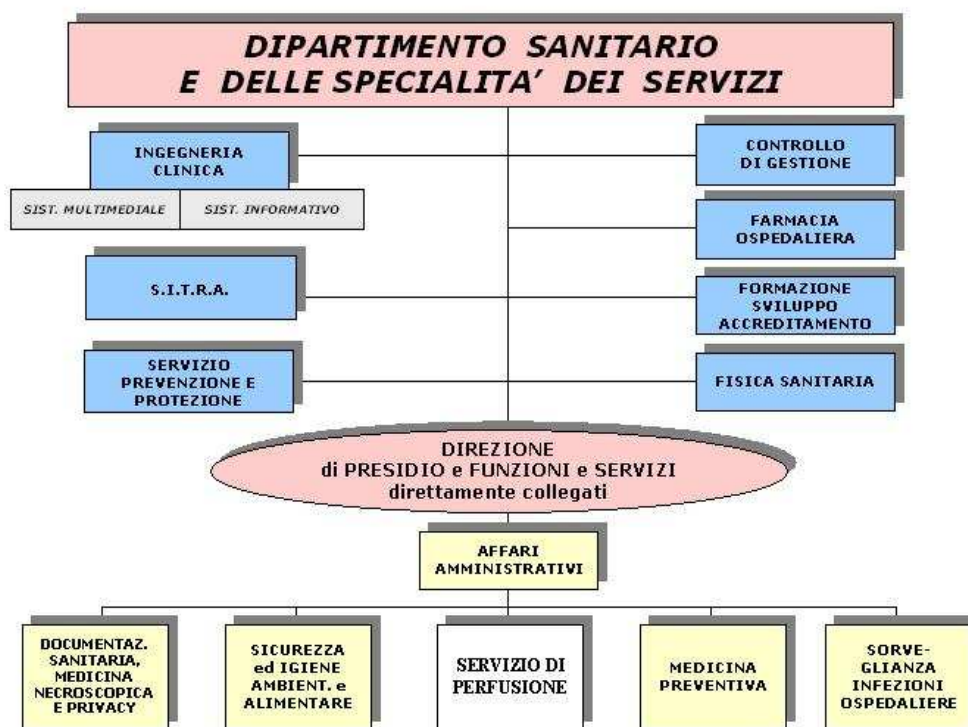 DIPARTIMENTO SANITARIO
E DELLE SPECIALITA’ DEI SERVIZI
INGEGNERIA
CLINICA
SIST. MULTIMEDIALE
SIST. INFORMATIVO
CONTROLLO
DI GESTIONE
FARMACIA
OSPEDALIERA
S.I.T.R.A.
FORMAZIONE
SVILUPPO
ACCREDITAMENTO
SERVIZIO
PREVENZIONE E
PROTEZIONE
FISICA SANITARIA
DIREZIONE
di PRESIDIO e FUNZIONI e SERVIZI
direttamente collegati
AFFARI
AMMINISTRATIVI
DOCUMENTAZ.
SANITARIA,
MEDICINA
NECROSCOPICA
E PRIVACY
SICUREZZA
ed IGIENE
AMBIENT. e
ALIMENTARE
SERVIZIO DI
PERFUSIONE
MEDICINA
PREVENTIVA
SORVE-
GLIANZA
INFEZIONI
OSPEDALIERE